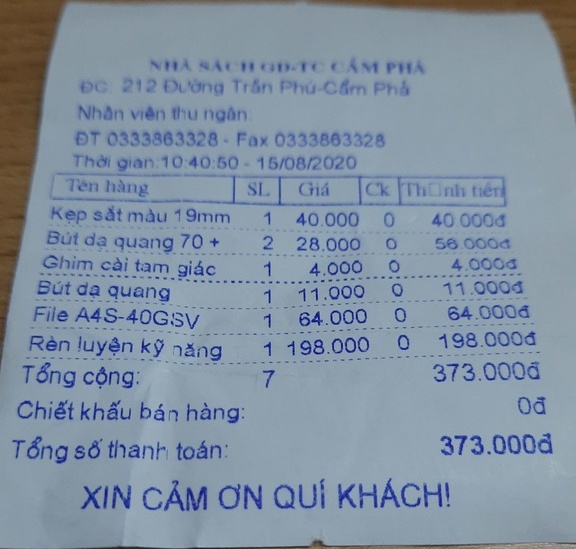 NHÀ SÁCH GD-TC CẨM PHẢ
ĐC: 212 Đường Trần Phú-Cẩm Phả
Nhân viên thu ngân:
ĐT 0333863328 - Fax 0333863328
Thời gian:10:40:50 - 15/08/2020
Tên hàng SL Giá Ck Th□nh tiền
Kẹp sắt màu 19mm 1 40.000 0 40.000đ
Bút dạ quang 70 + 2 28.000 0 56.000đ
Ghim cài tam giác 1 4.000 0 4.000đ
Bút dạ quang 1 11.000 0 11.000đ
File A4S-40GSV 1 64.000 0 64.000đ
Rèn luyện kỹ năng 1 198.000 0 198.000đ
Tổng cộng: 7 373.000đ
Chiết khấu bán hàng: 0đ
Tổng số thanh toán: 373.000đ
XIN CẢM ƠN QUÍ KHÁCH!